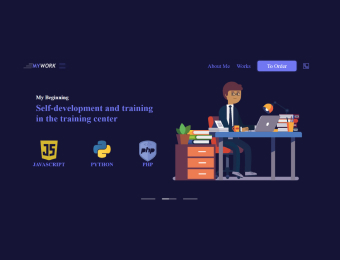 MYWORK
About Me Works To Order
My Beginning
Self-development and training
in the training center
JS
php
JAVASCRIPT PYTHON PHP